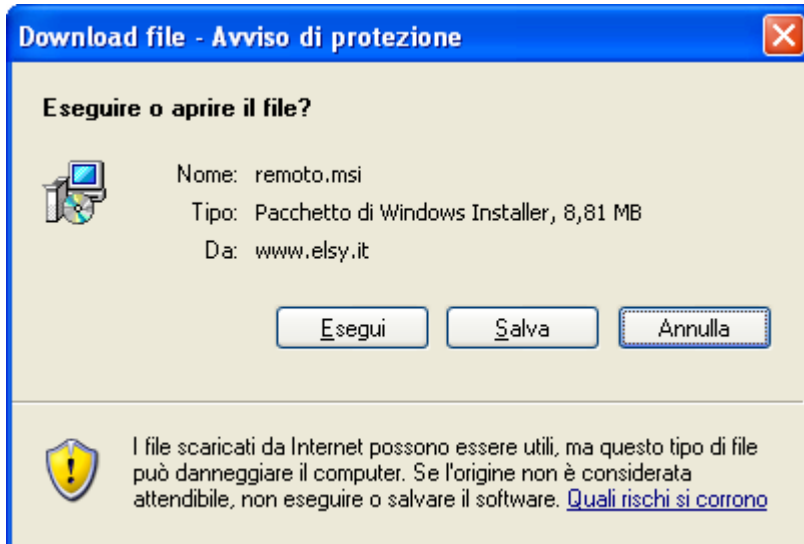 Download file - Avviso di protezione
Eseguire o aprire il file?
Nome: remoto.msi
Tipo: Pacchetto di Windows Installer, 8,81 MB
Da: www.elsy.it
Esegui Salva Annulla
I file scaricati da Internet possono essere utili, ma questo tipo di file
può danneggiare il computer. Se l'origine non è considerata
attendibile, non eseguire o salvare il software. Quali rischi si corrono